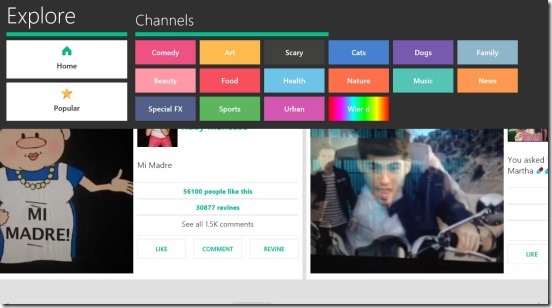 Explore
Channels
Home
Popular
Comedy
Art
Scary
Cats
Dogs
Family
Beauty
Food
Health
Nature
Music
News
Special FX
Sports
Urban
Wier d
Mi Madre
56100 people like this
30877 revines
See all 1.5K comments
LIKE
COMMENT
REVINE
MI
MADRE!
You asked
Martha
LIKE